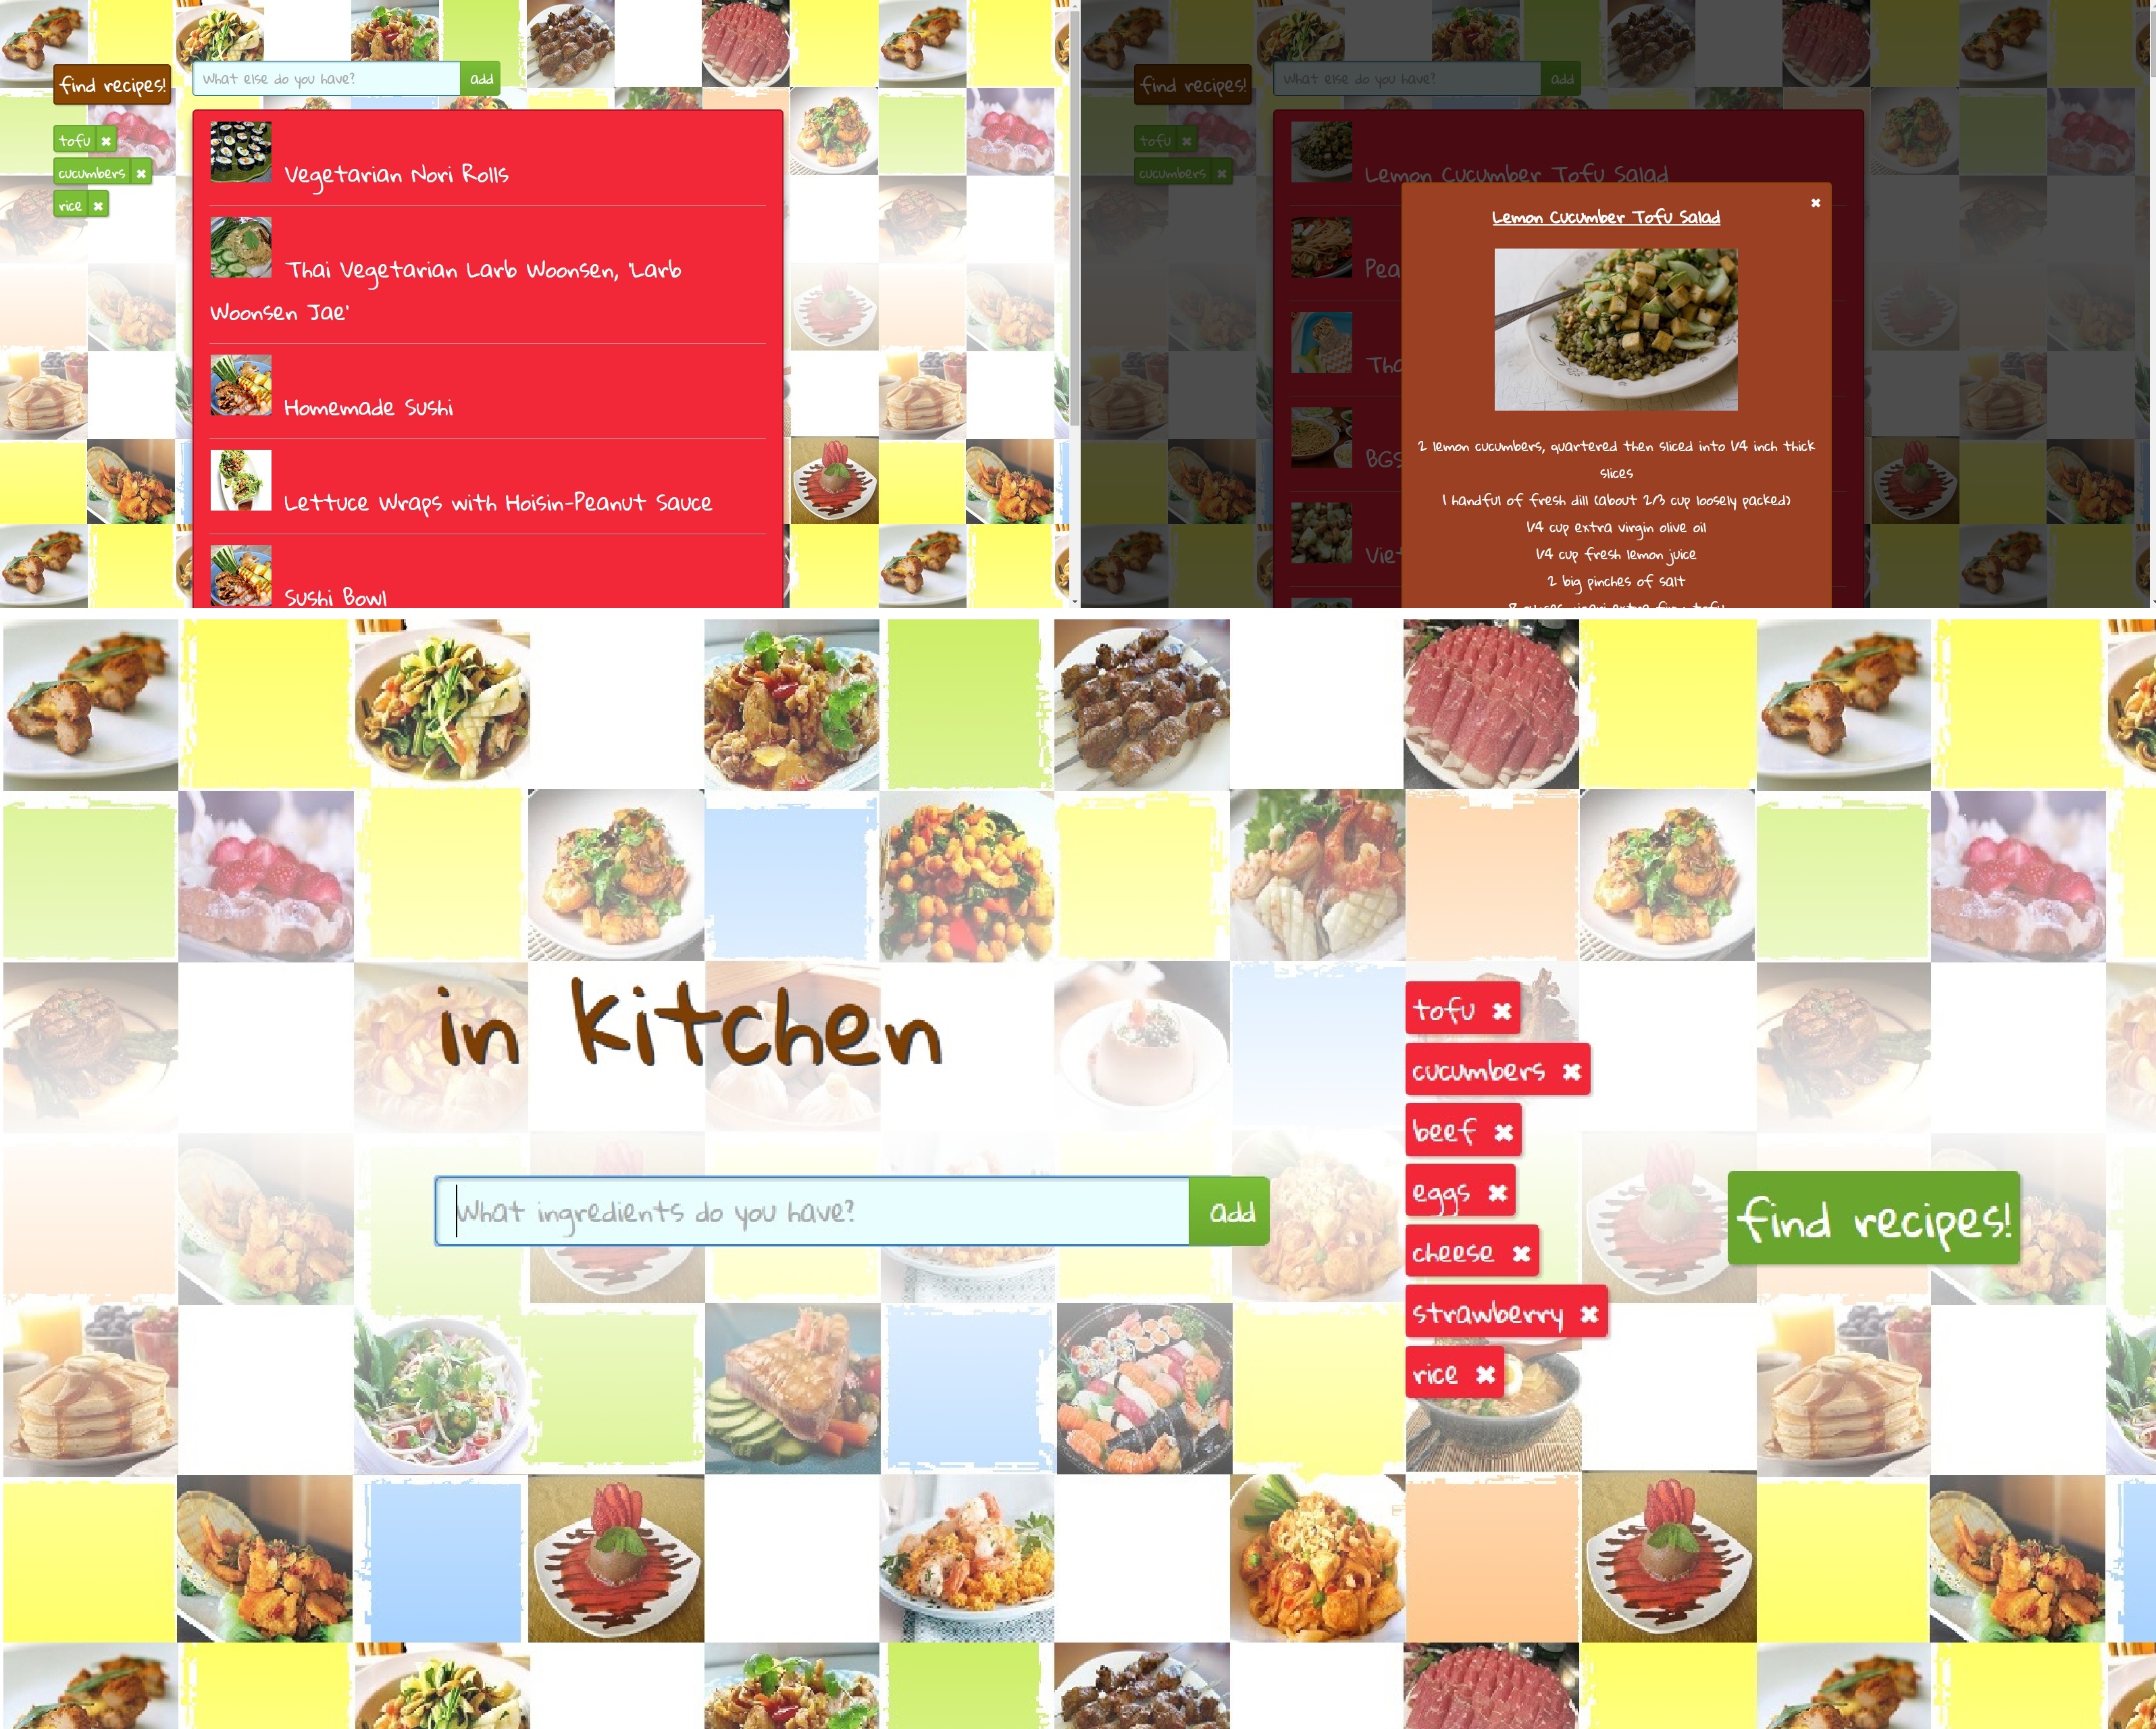 What else do you have?
add
find recipes!
tofu ✖
cucumbers ✖
rice ✖
Vegetarian Nori Rolls
Thai Vegetarian Larb Woonsen, 'Larb
Woonsen Jae'
Homemade Sushi
Lettuce Wraps with Hoisin-Peanut Sauce
Sushi Bowl
What else do you have?
add
find recipes!
tofu ✖
cucumbers ✖
Lemon Cucumber Tofu Salad
Pea
Tha
BGS
Viet
✖
Lemon Cucumber Tofu Salad
2 lemon cucumbers, quartered then sliced into 1/4 inch thick
slices
1 handful of fresh dill (about 2/3 cup loosely packed)
1/4 cup extra virgin olive oil
1/4 cup fresh lemon juice
2 big pinches of salt
in kitchen
What ingredients do you have?
add
tofu ✖
cucumbers ✖
beef ✖
eggs ✖
cheese ✖
strawberry ✖
rice ✖
find recipes!